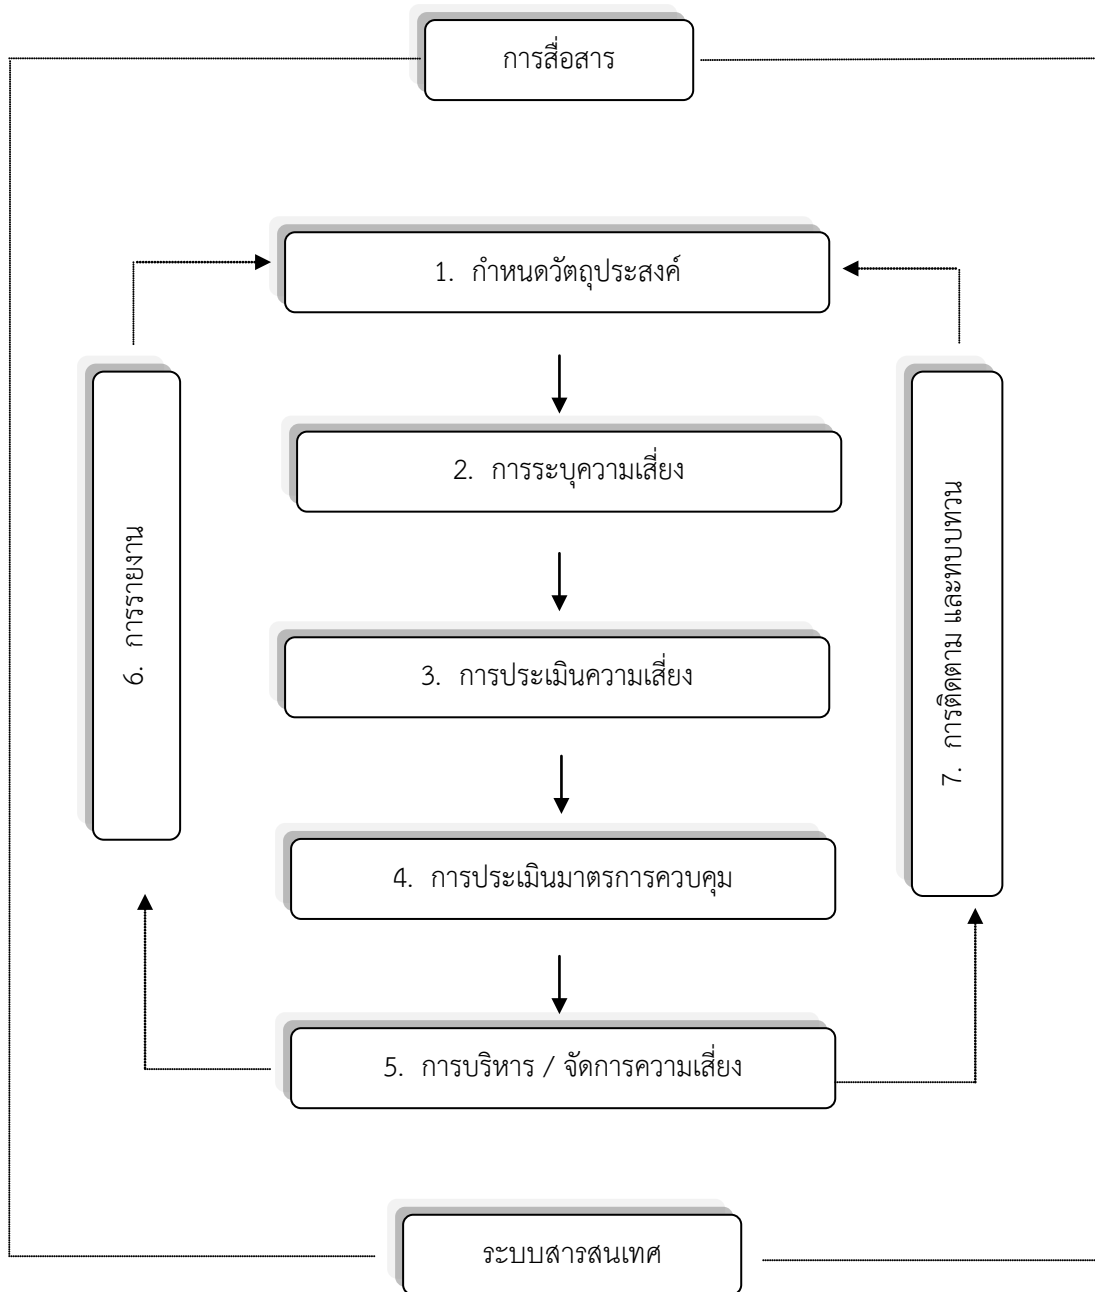 การสื่อสาร
1. กำหนดวัตถุประสงค์
2. การระบุความเสี่ยง
3. การประเมินความเสี่ยง
4. การประเมินมาตรการควบคุม
5. การบริหาร / จัดการความเสี่ยง
6. การรายงาน
7. การติดตาม และทบบทวน
ระบบสารสนเทศ